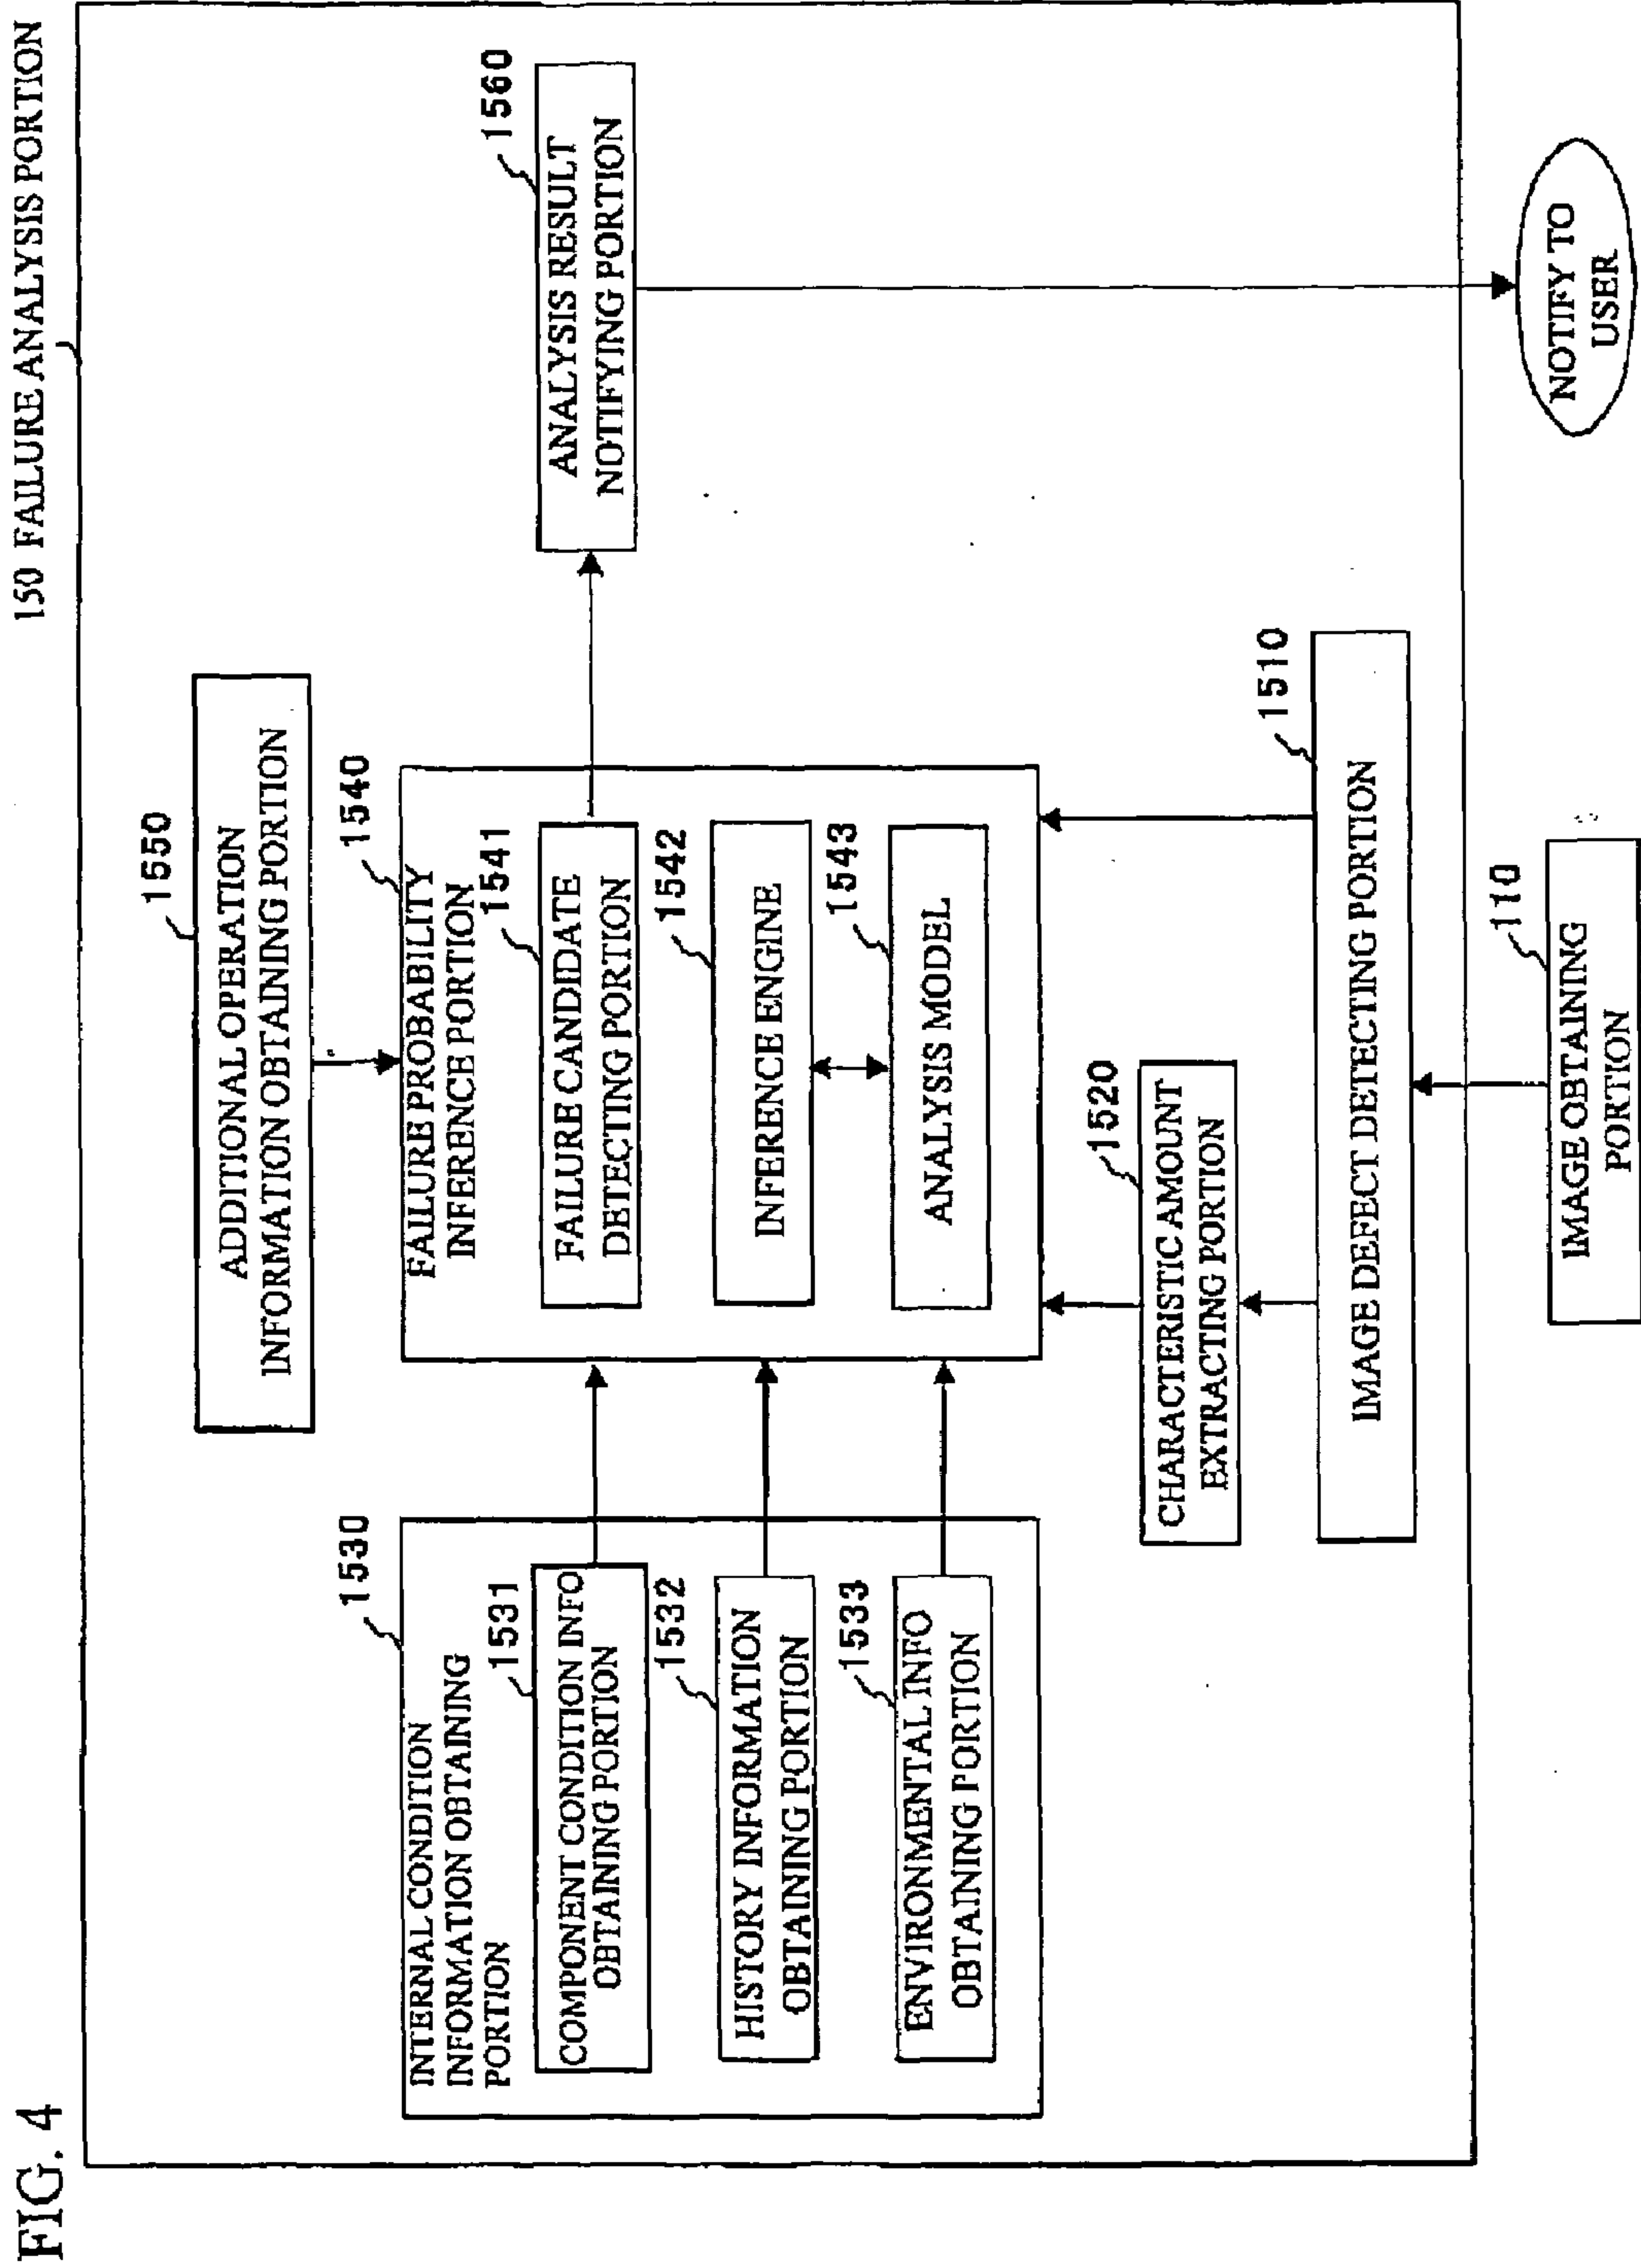 FIG. 4
150 FAILURE ANALYSIS PORTION
1550
ADDITIONAL OPERATION
INFORMATION OBTAINING PORTION
1530
INTERNAL CONDITION
INFORMATION OBTAINING
PORTION
1531
COMPONENT CONDITION INFO
OBTAINING PORTION
1532
HISTORY INFORMATION
OBTAINING PORTION
1533
ENVIRONMENTAL INFO
OBTAINING PORTION
1540
FAILURE PROBABILITY
INFERENCE PORTION
1541
FAILURE CANDIDATE
DETECTING PORTION
1542
INFERENCE ENGINE
1543
ANALYSIS MODEL
1560
ANALYSIS RESULT
NOTIFYING PORTION
1520
CHARACTERISTIC AMOUNT
EXTRACTING PORTION
1510
IMAGE DEFECT DETECTING PORTION
110
IMAGE OBTAINING
PORTION
NOTIFY TO
USER